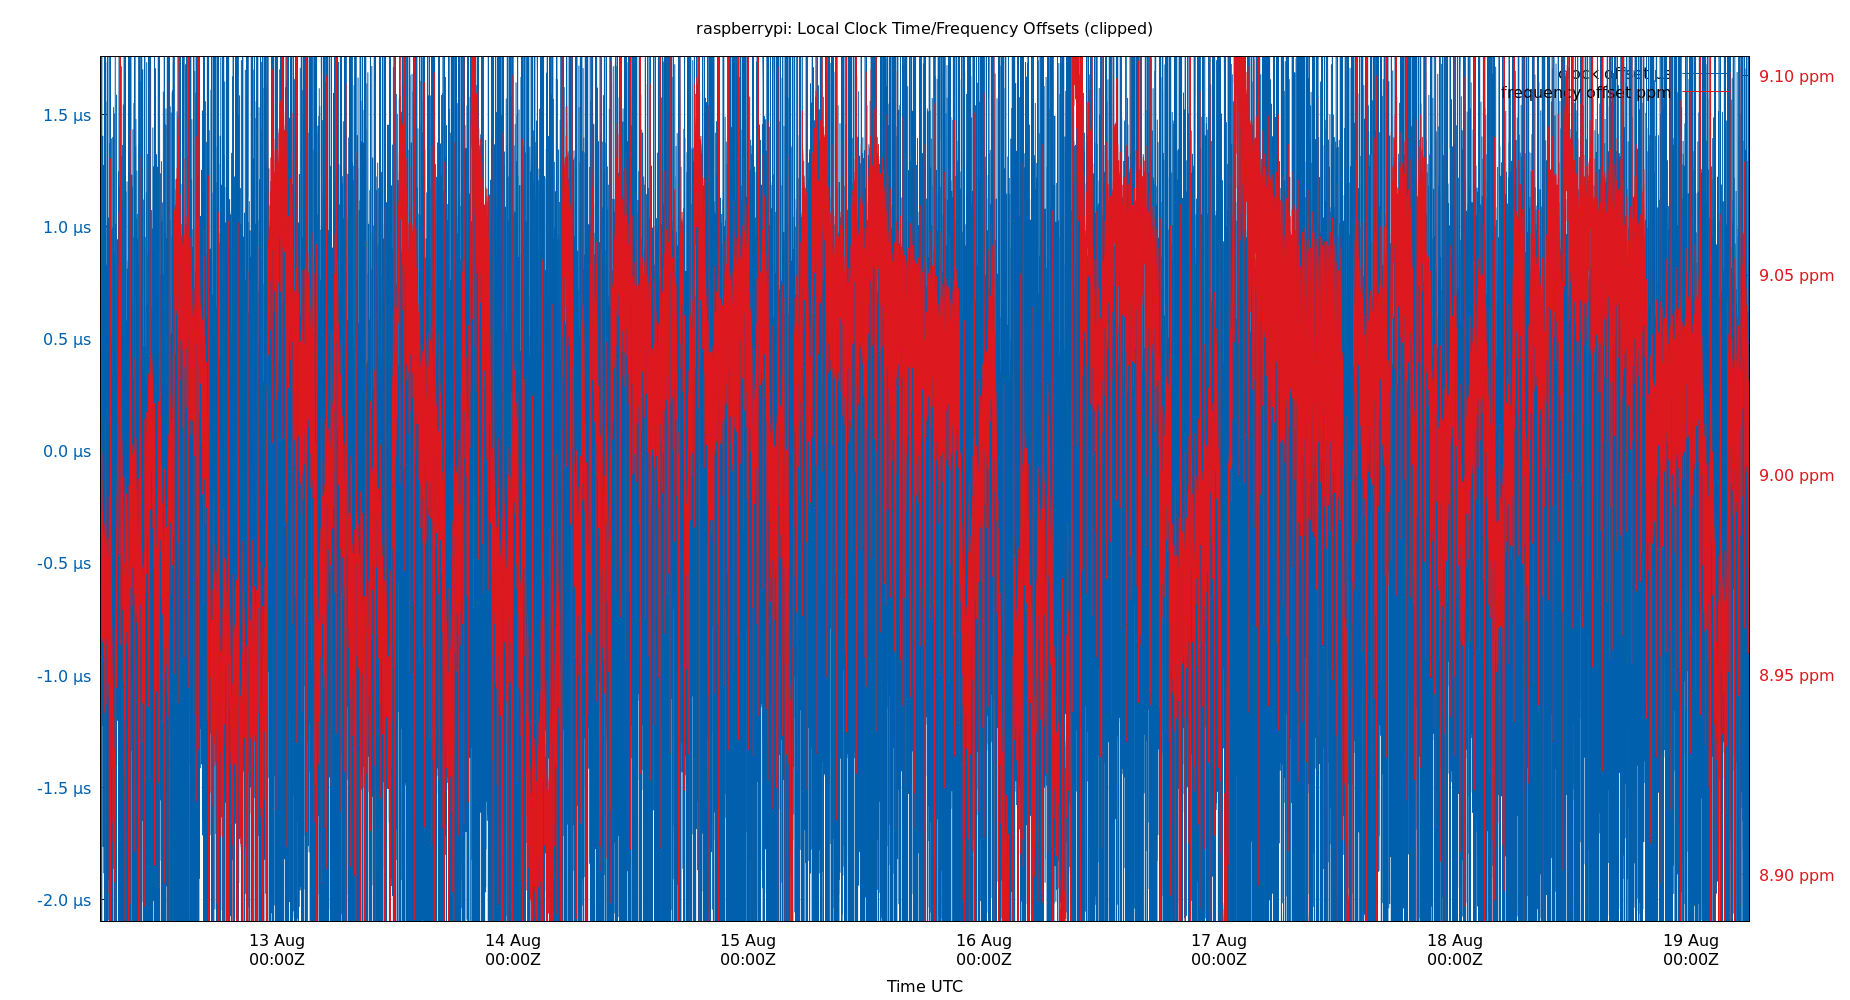 raspberrypi: Local Clock Time/Frequency Offsets (clipped)
clock offset µs
frequency offset ppm
1.5 µs
1.0 µs
0.5 µs
0.0 µs
-0.5 µs
-1.0 µs
-1.5 µs
-2.0 µs
9.10 ppm
9.05 ppm
9.00 ppm
8.95 ppm
8.90 ppm
13 Aug
00:00Z
14 Aug
00:00Z
15 Aug
00:00Z
16 Aug
00:00Z
17 Aug
00:00Z
18 Aug
00:00Z
19 Aug
00:00Z
Time UTC